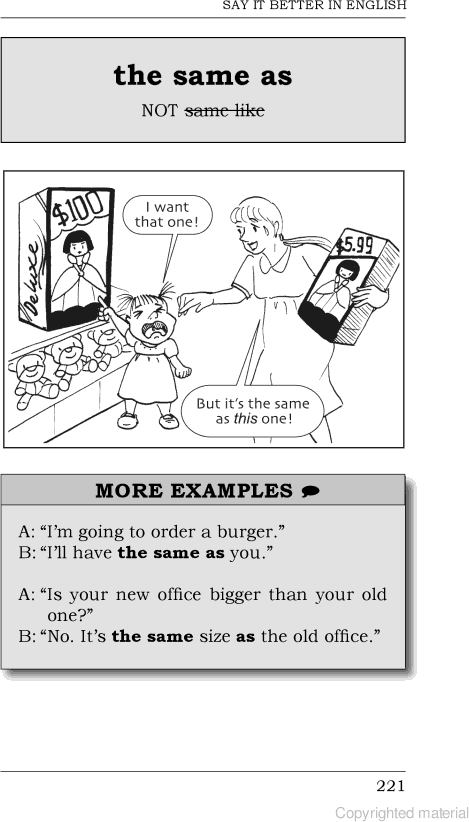 SAY IT BETTER IN ENGLISH
the same as
NOT same like
$100
Deluxe
I want
that one!
$5.99
But it's the same
as this one!
MORE EXAMPLES
A: “I’m going to order a burger.”
B: “I’ll have the same as you.”
A: “Is your new office bigger than your old
one?”
B: “No. It’s the same size as the old office.”
221
Copyrighted material